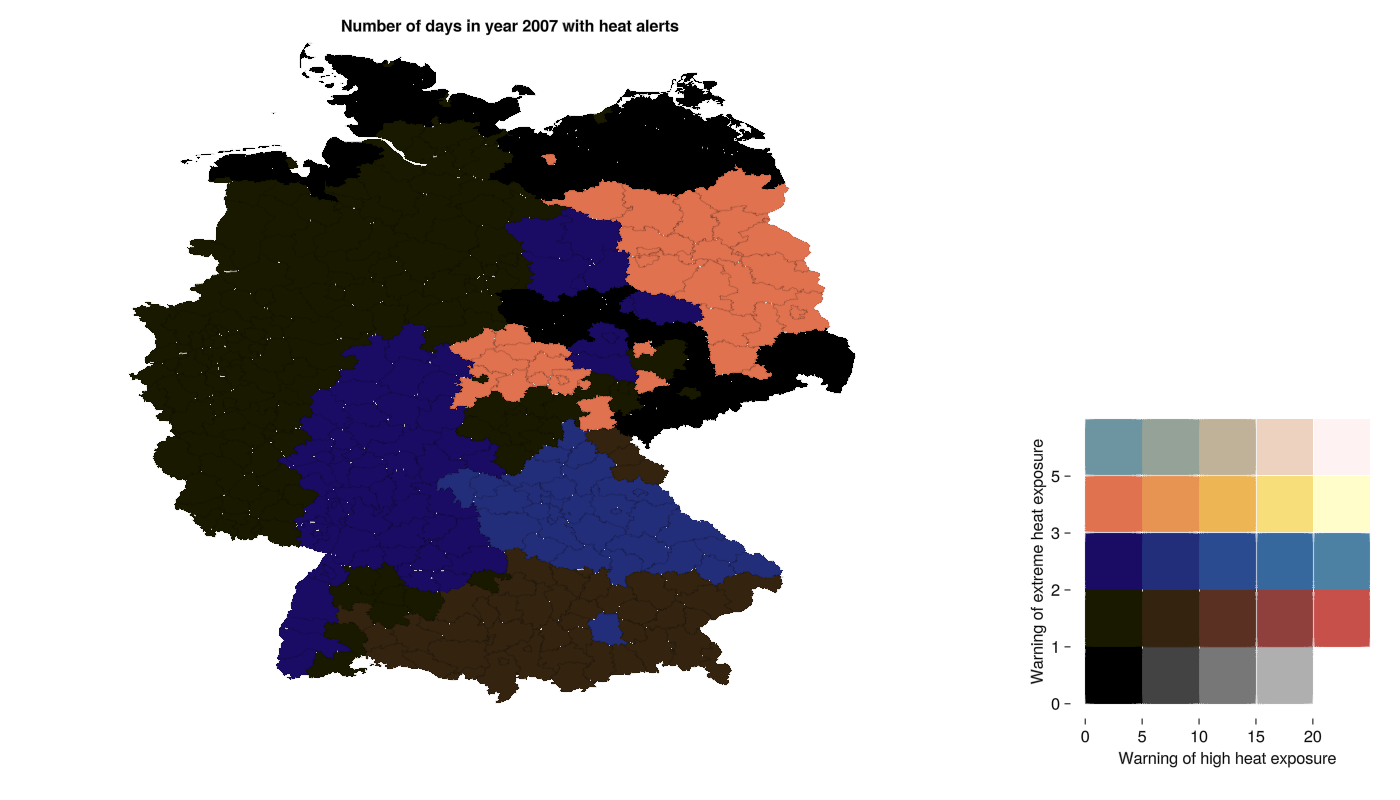 Number of days in year 2007 with heat alerts
Warning of extreme heat exposure
5
3
2
1
0
0 5 10 15 20
Warning of high heat exposure